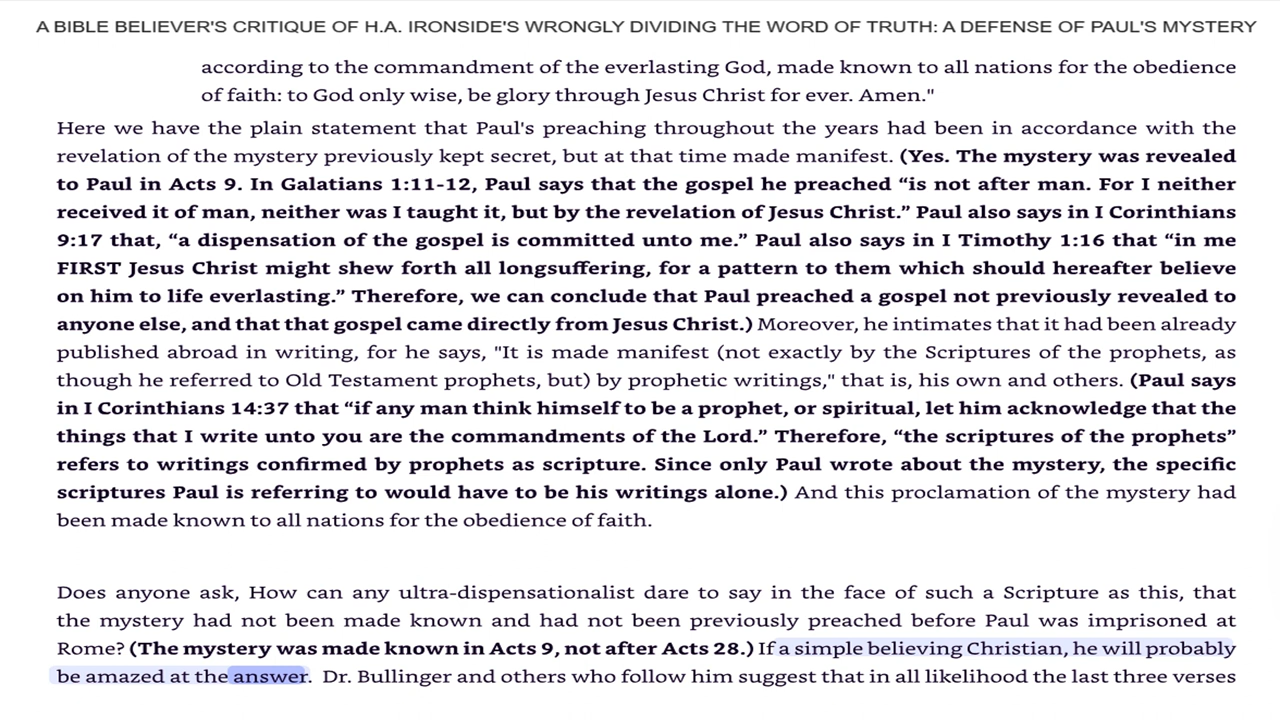 A BIBLE BELIEVER'S CRITIQUE OF H.A. IRONSIDE'S WRONGLY DIVIDING THE WORD OF TRUTH: A DEFENSE OF PAUL'S MYSTERY
according to the commandment of the everlasting God, made known to all nations for the obedience
of faith: to God only wise, be glory through Jesus Christ for ever. Amen."
Here we have the plain statement that Paul's preaching throughout the years had been in accordance with the
revelation of the mystery previously kept secret, but at that time made manifest. (Yes. The mystery was revealed
to Paul in Acts 9. In Galatians 1:11-12, Paul says that the gospel he preached “is not after man. For I neither
received it of man, neither was I taught it, but by the revelation of Jesus Christ.” Paul also says in I Corinthians
9:17 that, “a dispensation of the gospel is committed unto me.” Paul also says in I Timothy 1:16 that “in me
FIRST Jesus Christ might shew forth all longsuffering, for a pattern to them which should hereafter believe
on him to life everlasting.” Therefore, we can conclude that Paul preached a gospel not previously revealed to
anyone else, and that that gospel came directly from Jesus Christ.) Moreover, he intimates that it had been already
published abroad in writing, for he says, "It is made manifest (not exactly by the Scriptures of the prophets, as
though he referred to Old Testament prophets, but) by prophetic writings," that is, his own and others. (Paul says
in I Corinthians 14:37 that “if any man think himself to be a prophet, or spiritual, let him acknowledge that the
things that I write unto you are the commandments of the Lord.” Therefore, “the scriptures of the prophets”
refers to writings confirmed by prophets as scripture. Since only Paul wrote about the mystery, the specific
scriptures Paul is referring to would have to be his writings alone.) And this proclamation of the mystery had
been made known to all nations for the obedience of faith.
Does anyone ask, How can any ultra-dispensationalist dare to say in the face of such a Scripture as this, that
the mystery had not been made known and had not been previously preached before Paul was imprisoned at
Rome? (The mystery was made known in Acts 9, not after Acts 28.) If a simple believing Christian, he will probably
be amazed at the answer. Dr. Bullinger and others who follow him suggest that in all likelihood the last three verses